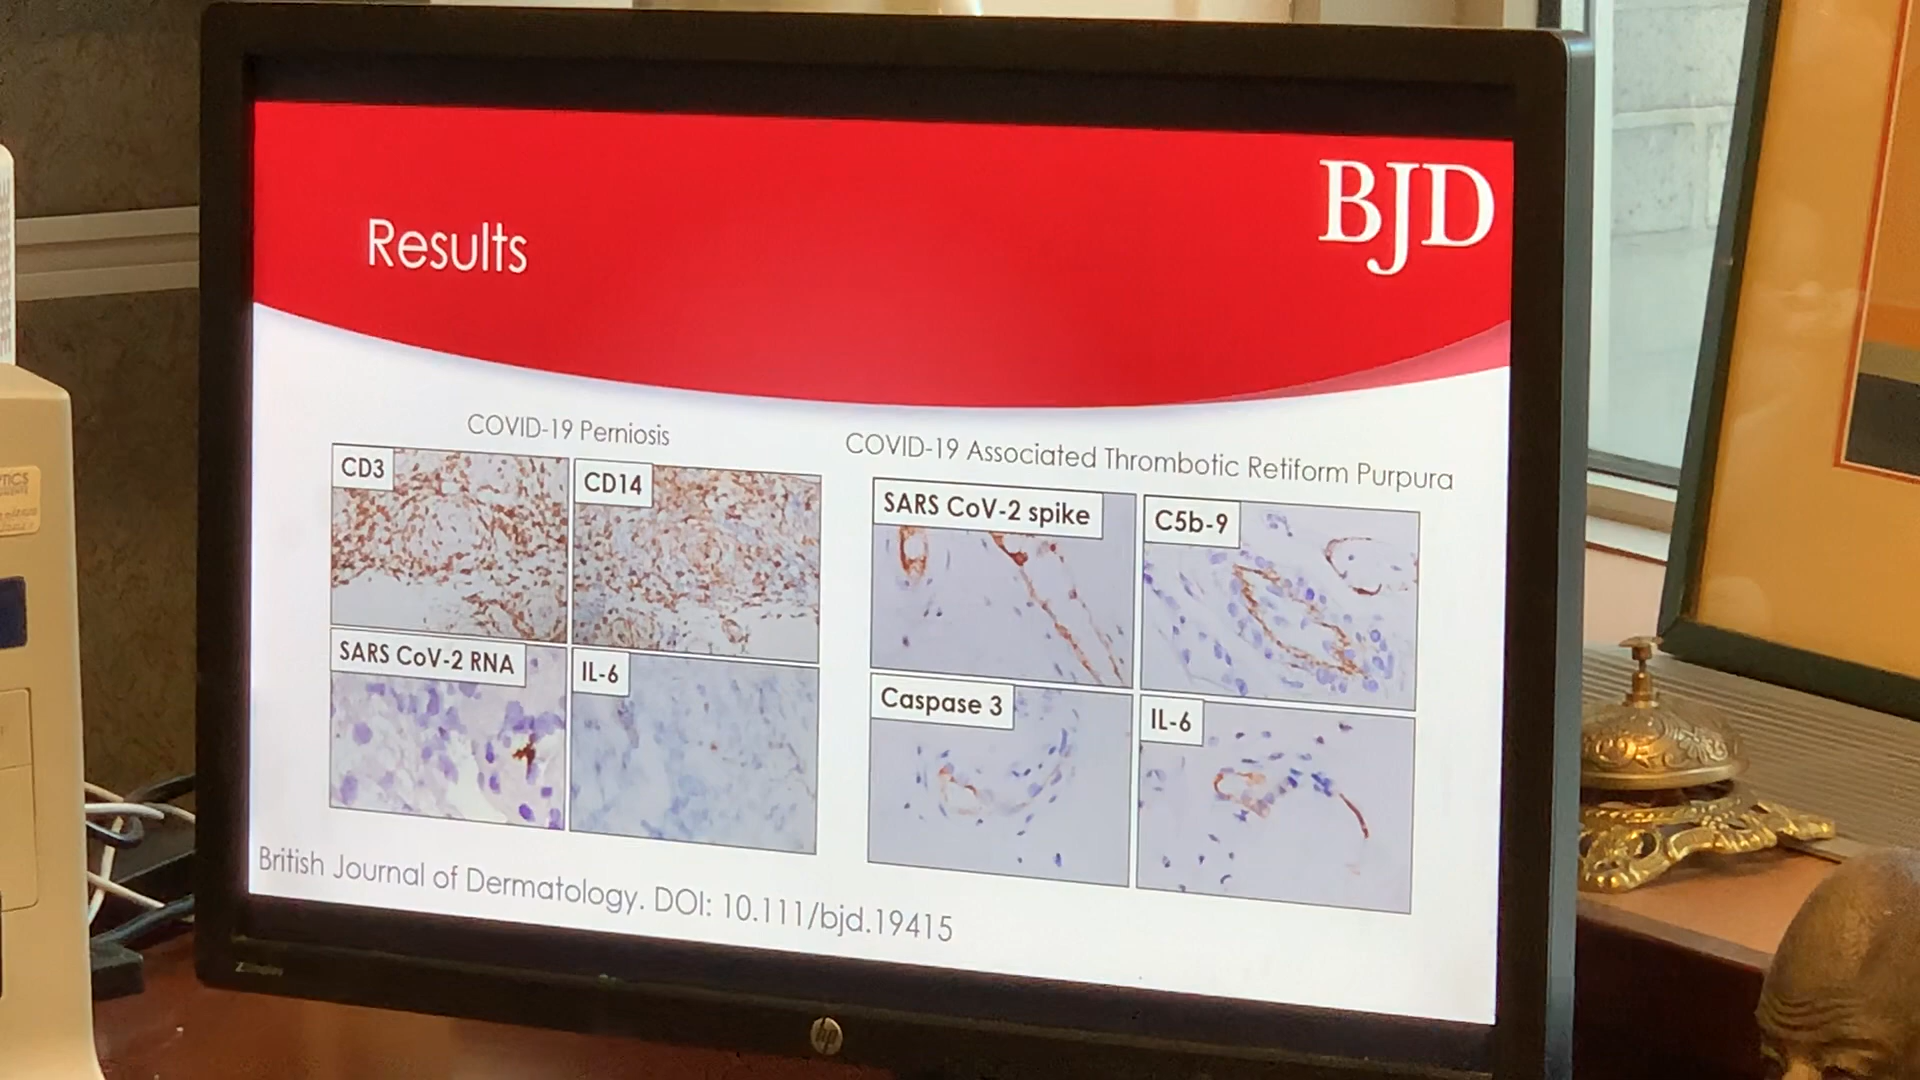 BJD
Results
COVID-19 Perniosis
COVID-19 Associated Thrombotic Retiform Purpura
CD3
CD14
SARS CoV-2 spike
C5b-9
SARS CoV-2 RNA
IL-6
Caspase 3
IL-6
British Journal of Dermatology. DOI: 10.111/bjd.19415
hp